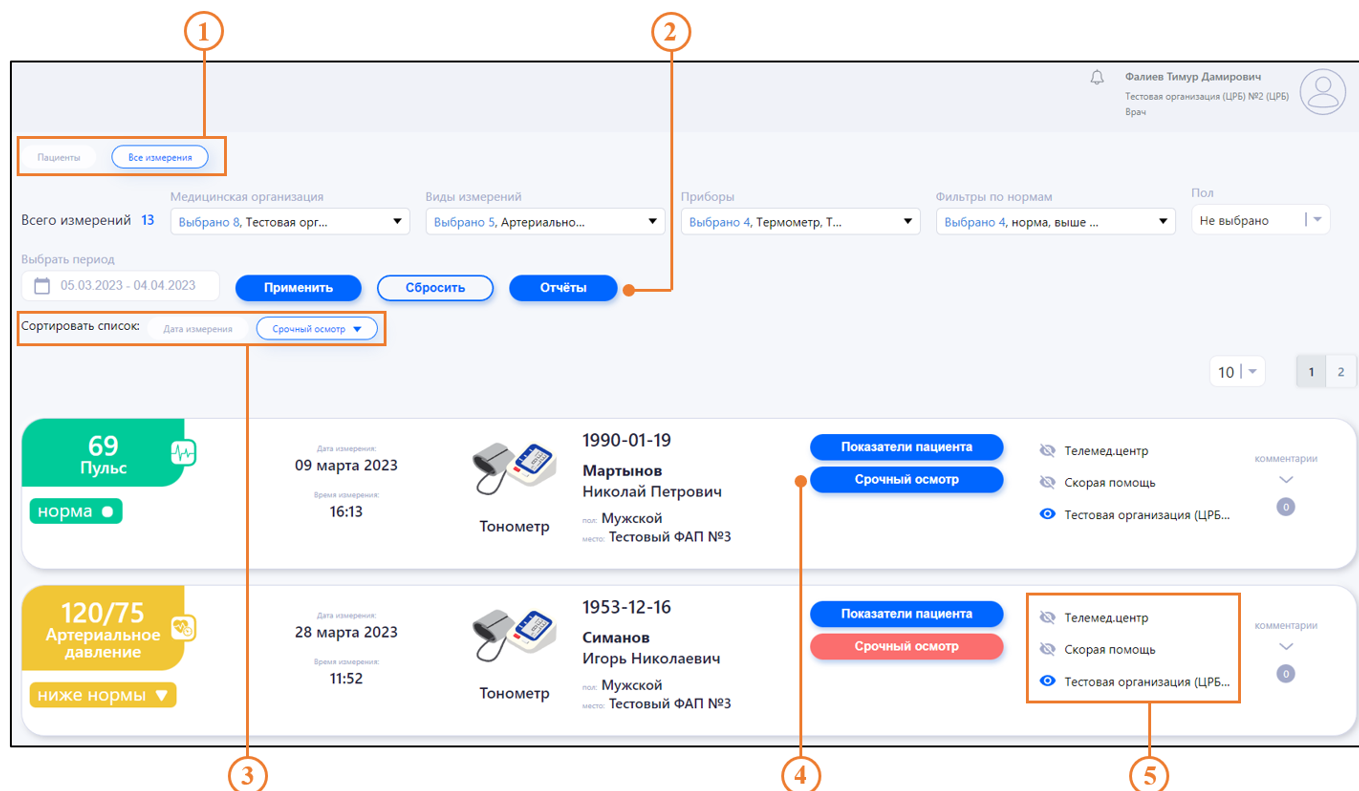 1
2
Фалиев Тимур Дамирович
Тестовая организация (ЦРБ) №2 (ЦРБ)
Врач
Пациенты
Все измерения
Медицинская организация
Виды измерений
Приборы
Фильтры по нормам
Пол
Всего измерений 13
Выбрано 8, Тестовая орг...
Выбрано 5, Артериально...
Выбрано 4, Термометр, Т...
Выбрано 4, норма, выше ...
Не выбрано
Выбрать период
05.03.2023 - 04.04.2023
Применить
Сбросить
Отчёты
Сортировать список:
Дата измерения
Срочный осмотр
10
1
2
69
Пульс
норма
Дата измерения:
09 марта 2023
Время измерения:
16:13
Тонометр
1990-01-19
Мартынов
Николай Петрович
пол: Мужской
место: Тестовый ФАП №3
Показатели пациента
Срочный осмотр
Телемед.центр
Скорая помощь
Тестовая организация (ЦРБ...
комментарии
0
120/75
Артериальное
давление
ниже нормы
Дата измерения:
28 марта 2023
Время измерения:
11:52
Тонометр
1953-12-16
Симанов
Игорь Николаевич
пол: Мужской
место: Тестовый ФАП №3
Показатели пациента
Срочный осмотр
Телемед.центр
Скорая помощь
Тестовая организация (ЦРБ...
комментарии
0
3
4
5